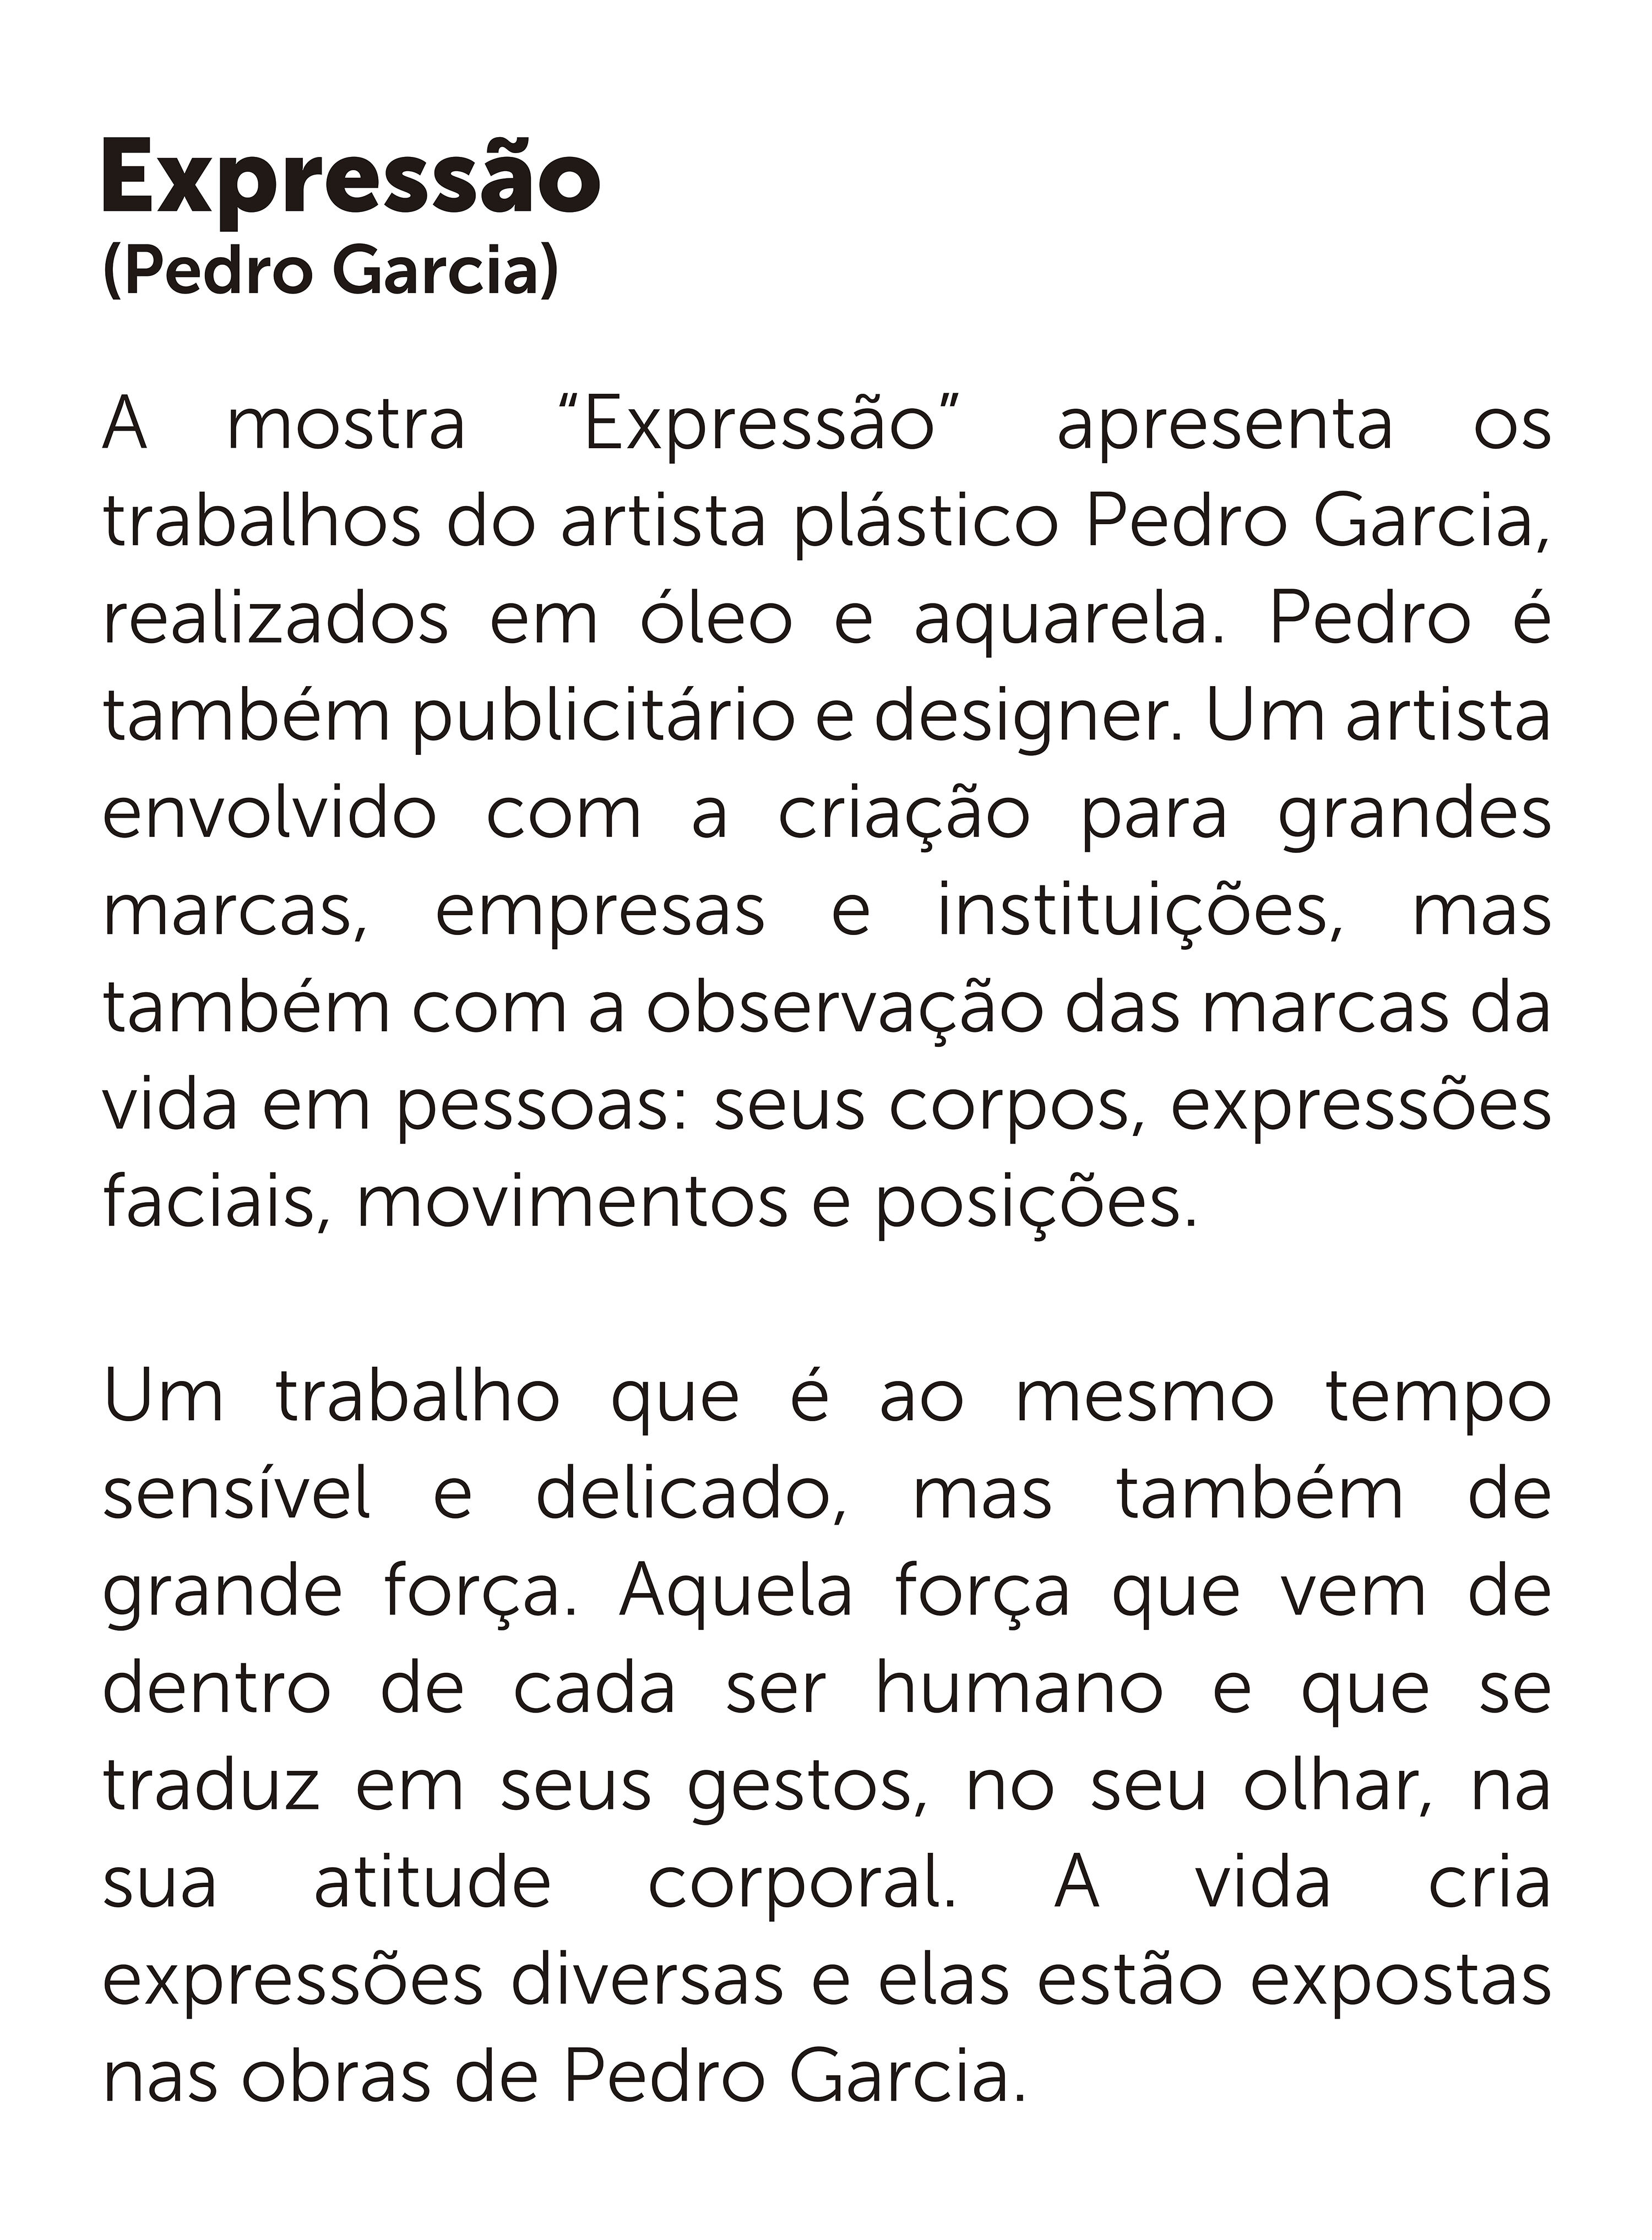 Expressão
(Pedro Garcia)
A mostra “Expressão” apresenta os
trabalhos do artista plástico Pedro Garcia,
realizados em óleo e aquarela. Pedro é
também publicitário e designer. Um artista
envolvido com a criação para grandes
marcas, empresas e instituições, mas
também com a observação das marcas da
vida em pessoas: seus corpos, expressões
faciais, movimentos e posições.
Um trabalho que é ao mesmo tempo
sensível e delicado, mas também de
grande força. Aquela força que vem de
dentro de cada ser humano e que se
traduz em seus gestos, no seu olhar, na
sua atitude corporal. A vida cria
expressões diversas e elas estão expostas
nas obras de Pedro Garcia.